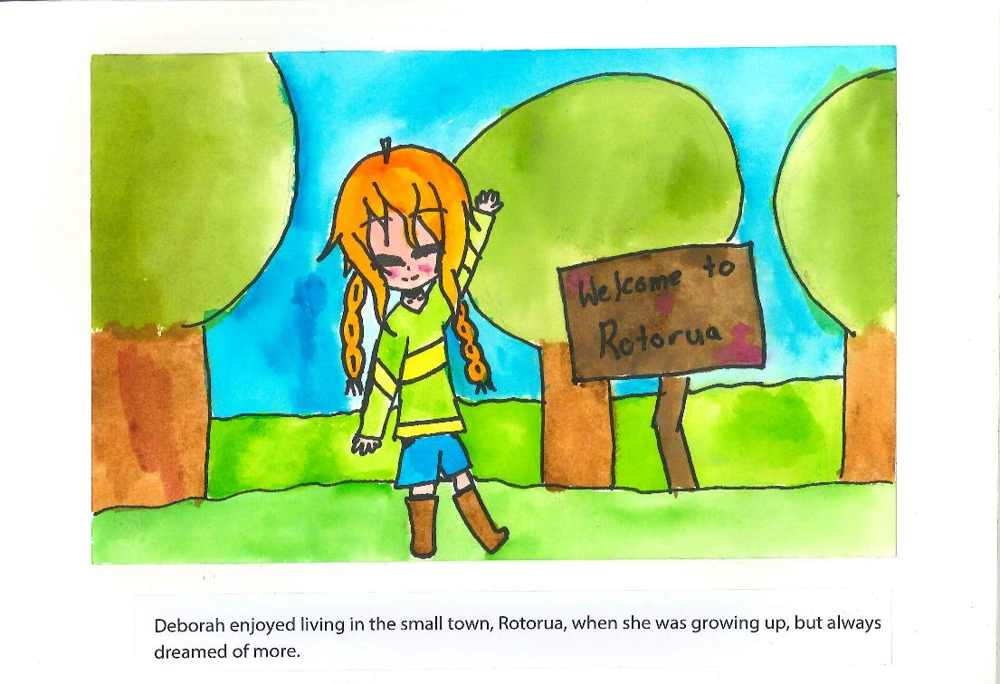 Welcome to
Rotorua
Deborah enjoyed living in the small town, Rotorua, when she was growing up, but always
dreamed of more.